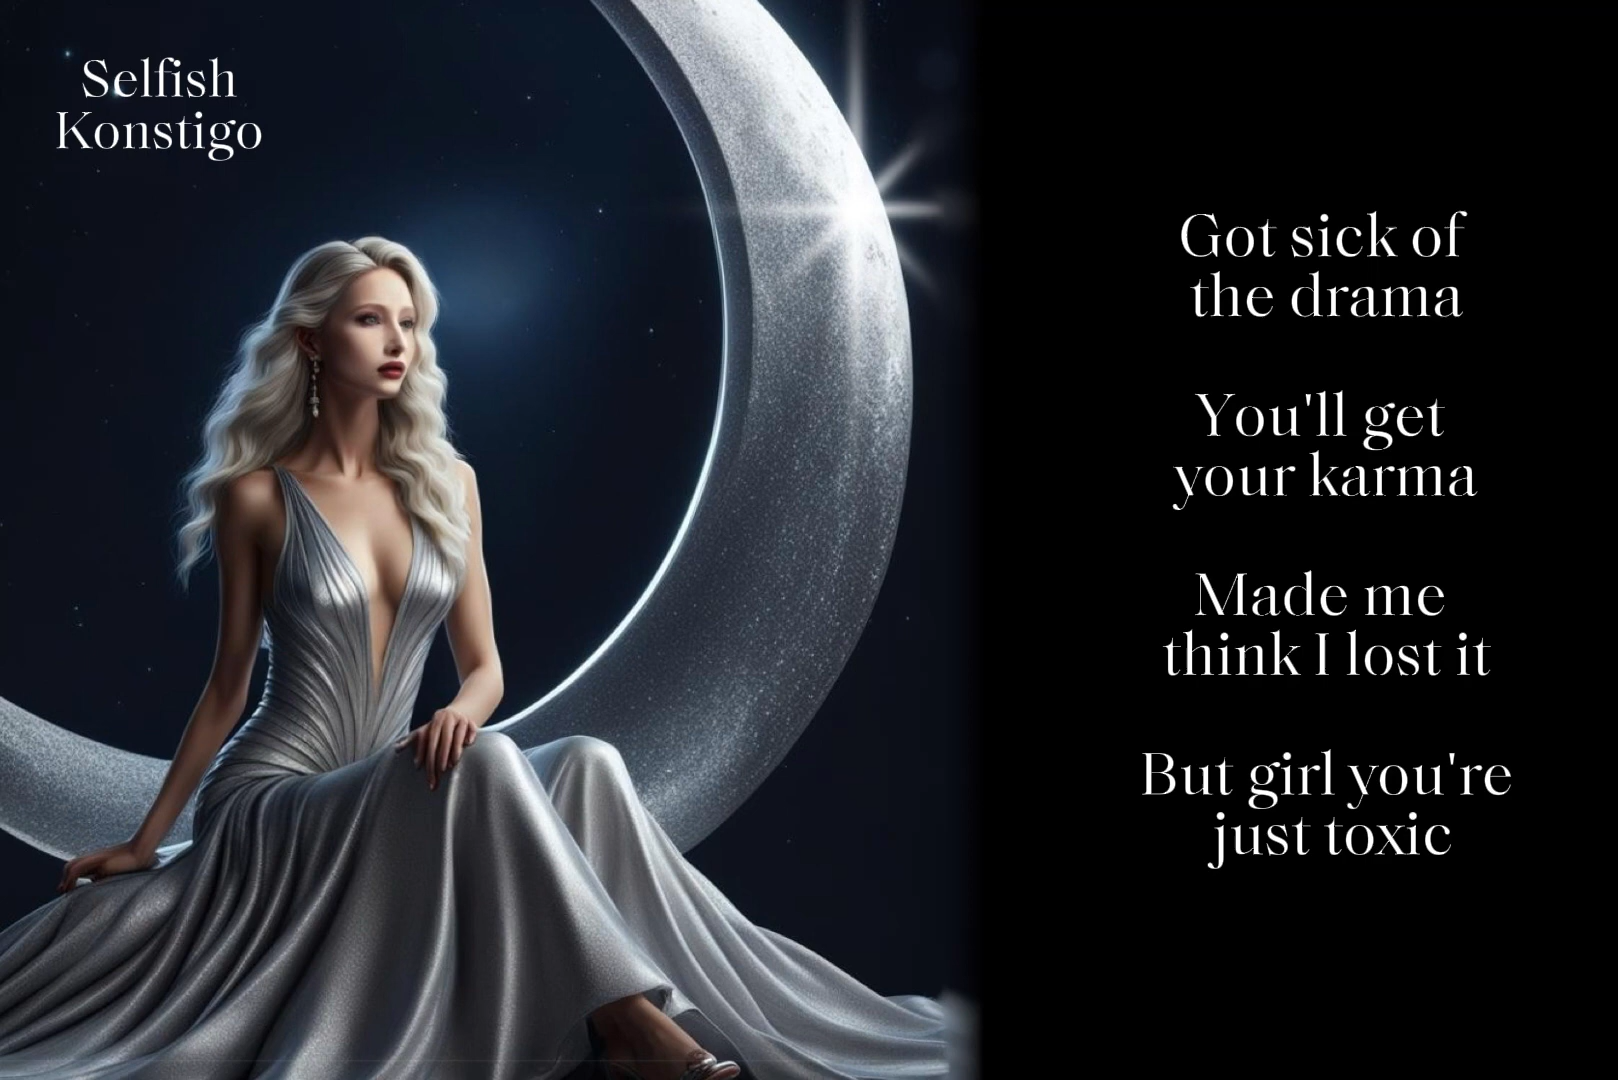 Selfish
Konstigo
Got sick of
the drama
You'll get
your karma
Made me
think I lost it
But girl you're
just toxic